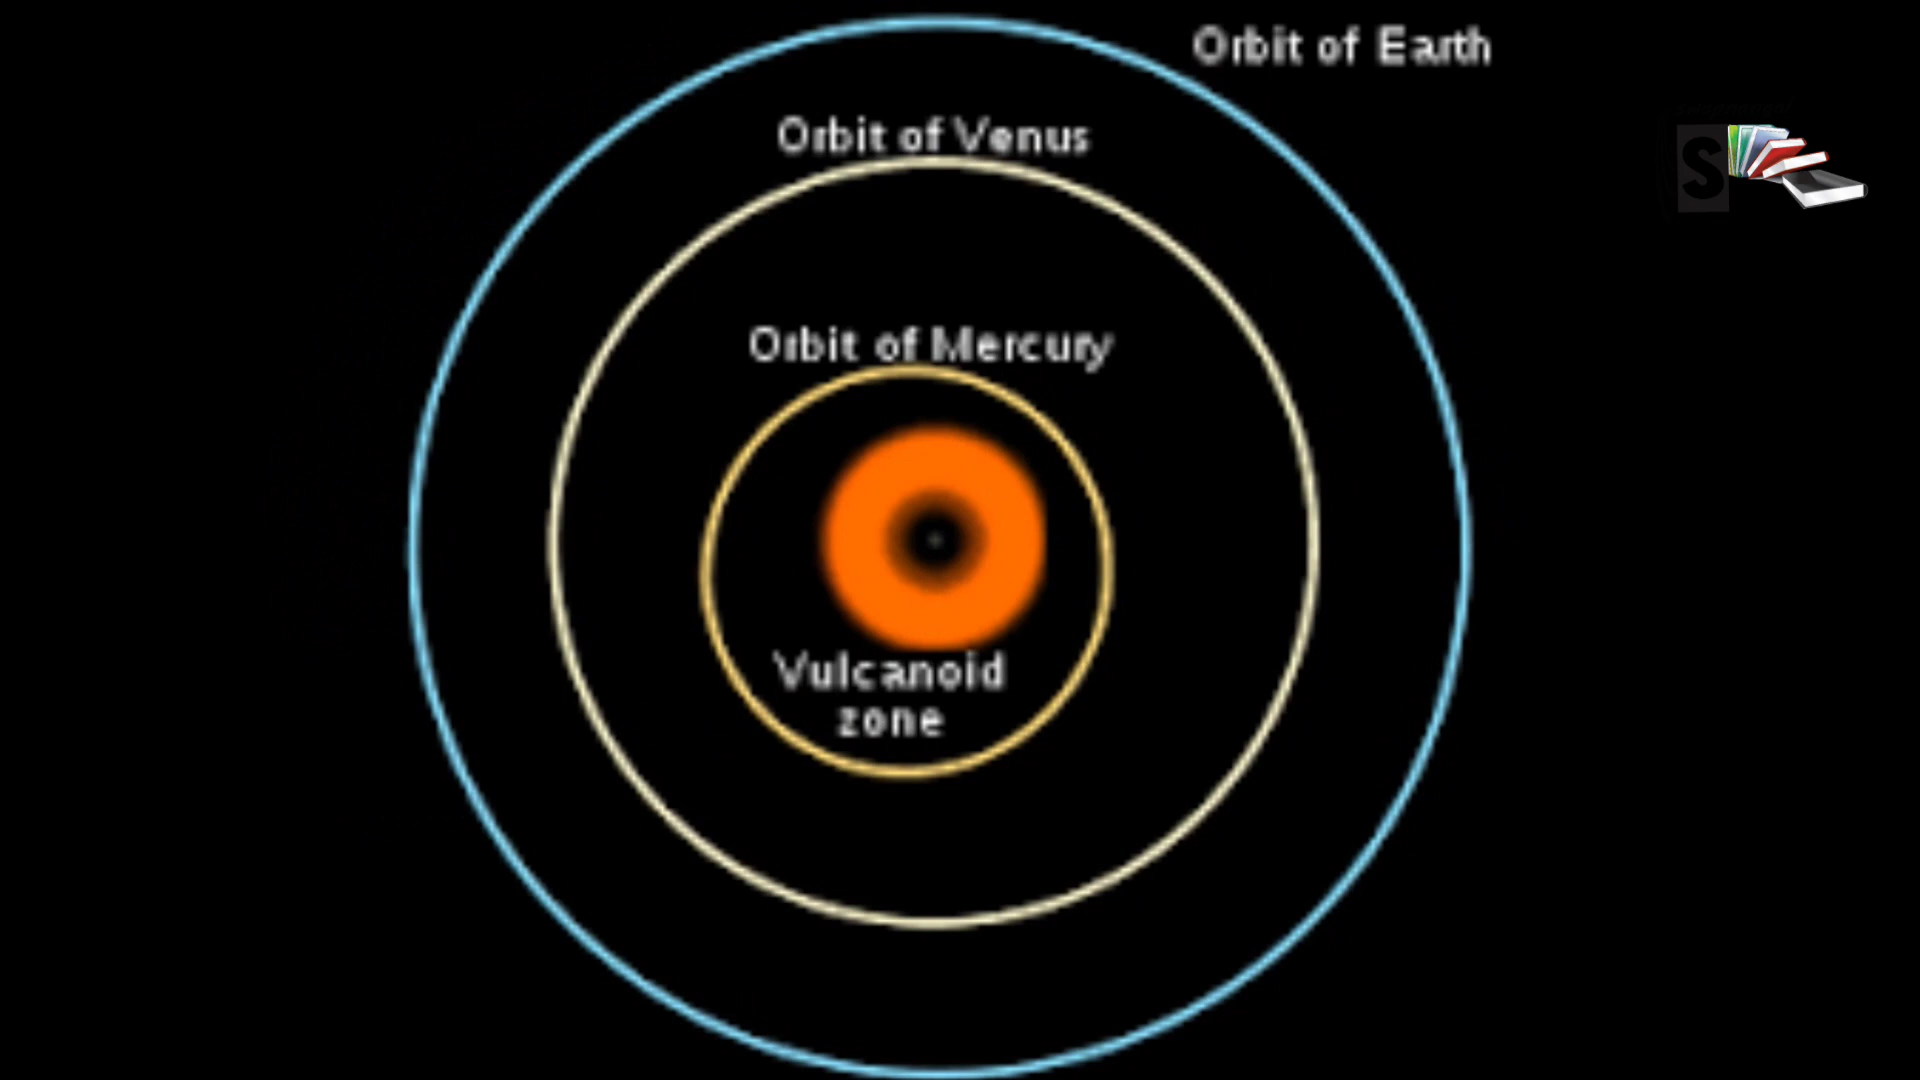 Orbit of Earth
Orbit of Venus
S
Orbit of Mercury
Vulcanoid
zone